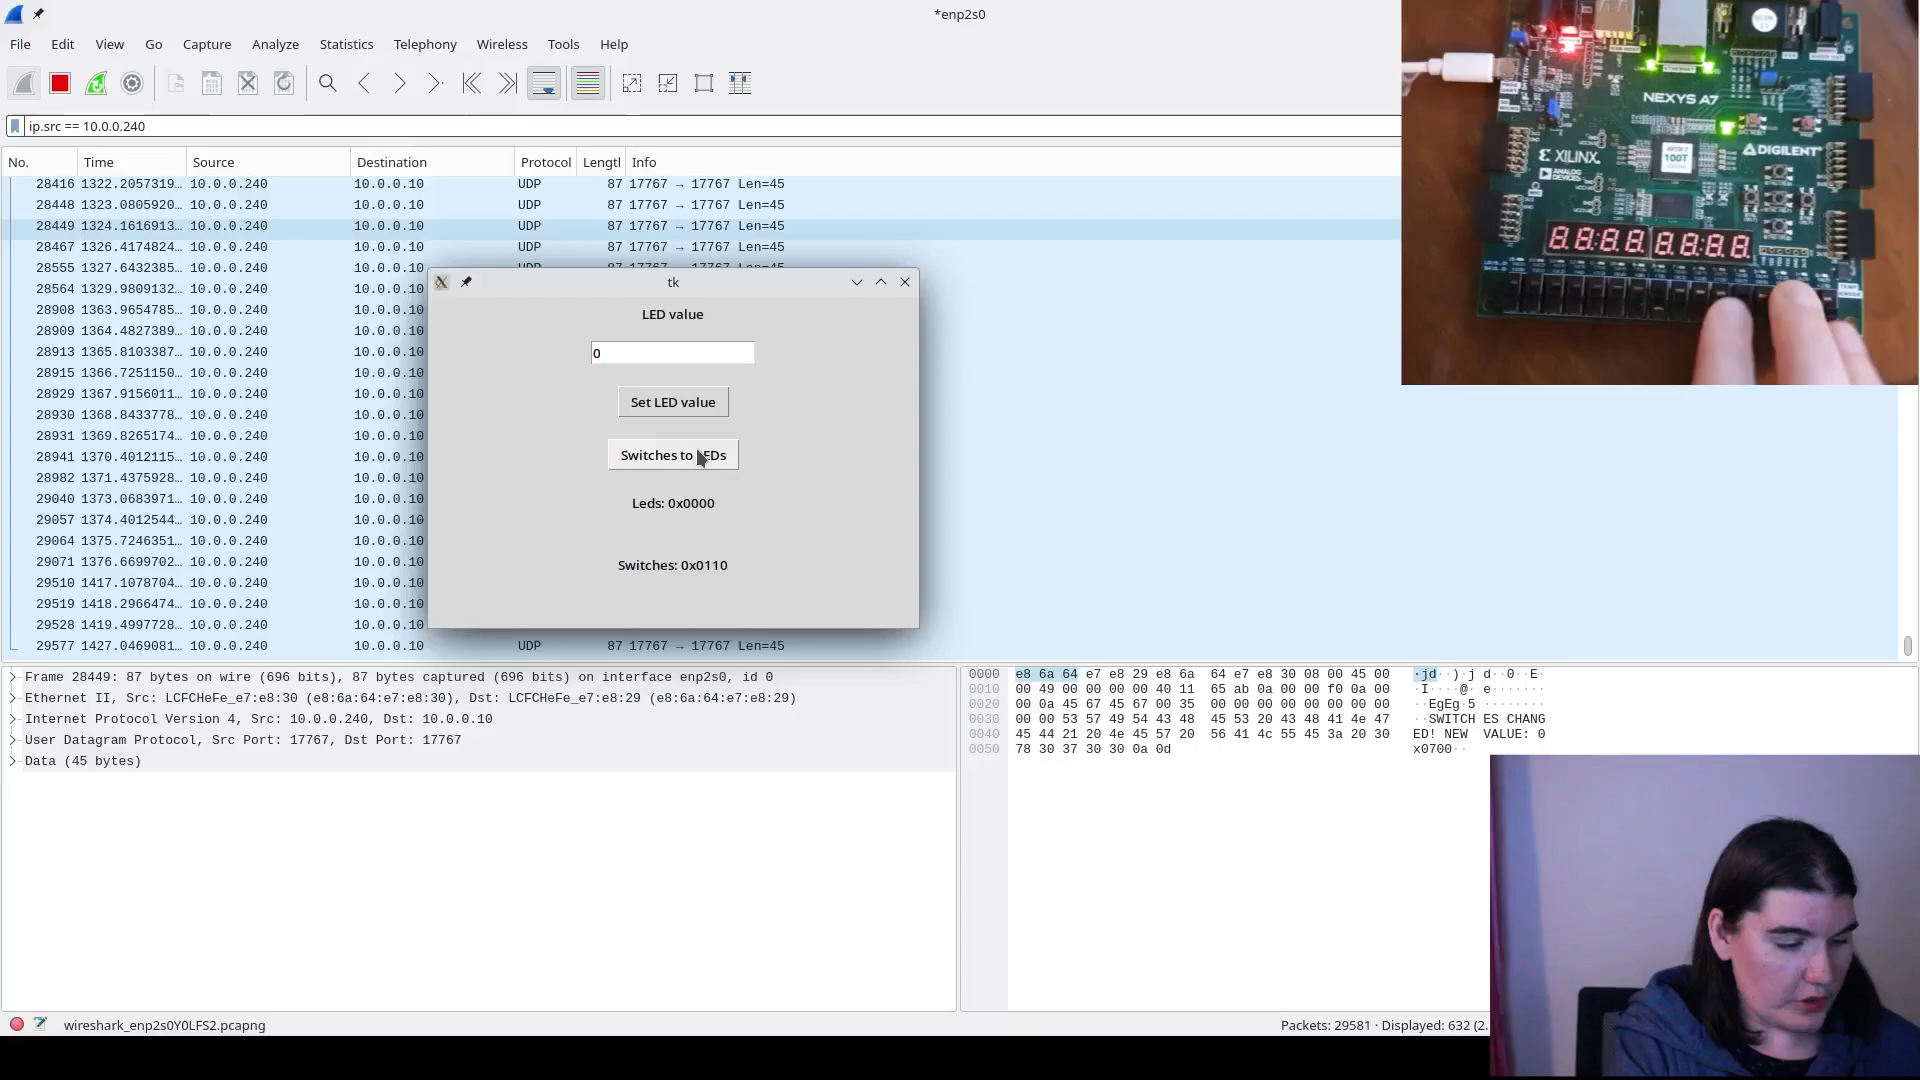 *enp2s0
File Edit View Go Capture Analyze Statistics Telephony Wireless Tools Help
ip.src == 10.0.0.240
No. Time Source Destination Protocol Lengtl Info
28416 1322.2057319… 10.0.0.240 10.0.0.10 UDP 87 17767 → 17767 Len=45
28448 1323.0805920… 10.0.0.240 10.0.0.10 UDP 87 17767 → 17767 Len=45
28449 1324.1616913… 10.0.0.240 10.0.0.10 UDP 87 17767 → 17767 Len=45
28467 1326.4174824… 10.0.0.240 10.0.0.10 UDP 87 17767 → 17767 Len=45
28555 1327.6432385… 10.0.0.240 10.0.0.10 UDP 87 17767 → 17767 Len=45
28564 1329.9809132… 10.0.0.240 10.0.0.10
28908 1363.9654785… 10.0.0.240 10.0.0.10
28909 1364.4827389… 10.0.0.240 10.0.0.10
28913 1365.8103387… 10.0.0.240 10.0.0.10
28915 1366.7251150… 10.0.0.240 10.0.0.10
28929 1367.9156011… 10.0.0.240 10.0.0.10
28930 1368.8433778… 10.0.0.240 10.0.0.10
28931 1369.8265174… 10.0.0.240 10.0.0.10
28941 1370.4012115… 10.0.0.240 10.0.0.10
28982 1371.4375928… 10.0.0.240 10.0.0.10
29040 1373.0683971… 10.0.0.240 10.0.0.10
29057 1374.4012544… 10.0.0.240 10.0.0.10
29064 1375.7246351… 10.0.0.240 10.0.0.10
29071 1376.6699702… 10.0.0.240 10.0.0.10
29510 1417.1078704… 10.0.0.240 10.0.0.10
29519 1418.2966474… 10.0.0.240 10.0.0.10
29528 1419.4997728… 10.0.0.240 10.0.0.10
29577 1427.0469081… 10.0.0.240 10.0.0.10 UDP 87 17767 → 17767 Len=45
tk
LED value
0
Set LED value
Switches to LEDs
Leds: 0x0000
Switches: 0x0110
NEXYS A7
XILINX
ANALOG DEVICES
100T
DIGILENT
ETHERNET
Frame 28449: 87 bytes on wire (696 bits), 87 bytes captured (696 bits) on interface enp2s0, id 0
Ethernet II, Src: LCFCHeFe_e7:e8:30 (e8:6a:64:e7:e8:30), Dst: LCFCHeFe_e7:e8:29 (e8:6a:64:e7:e8:29)
Internet Protocol Version 4, Src: 10.0.0.240, Dst: 10.0.0.10
User Datagram Protocol, Src Port: 17767, Dst Port: 17767
Data (45 bytes)
0000 e8 6a 64 e7 e8 29 e8 6a 64 e7 e8 30 08 00 45 00 ·jd··)·j d··0··E·
0010 00 49 00 00 00 00 40 11 65 ab 0a 00 00 f0 0a 00 ·I····@· e·······
0020 00 0a 45 67 45 67 00 35 00 00 00 00 00 00 00 00 ··EgEg·5 ········
0030 00 00 53 57 49 54 43 48 45 53 20 43 48 41 4e 47 ··SWITCH ES CHANG
0040 45 44 21 20 4e 45 57 20 56 41 4c 55 45 3a 20 30 ED! NEW VALUE: 0
0050 78 30 37 30 30 0a 0d x0700··
wireshark_enp2s0Y0LFS2.pcapng
Packets: 29581 · Displayed: 632 (2.